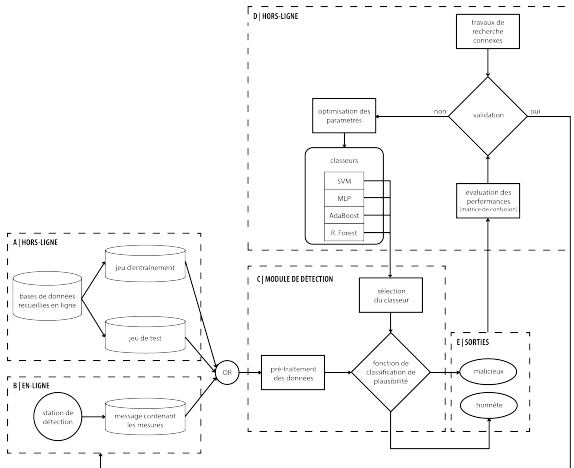 D | HORS-LIGNE
travaux de
recherche
connexes
optimisation des
paramètres
non
validation
oui
classeurs
SVM
MLP
AdaBoost
R. Forest
évaluation des
performances
(matrice de confusion)
A | HORS-LIGNE
jeu d'entraînement
bases de données
recueillies en ligne
jeu de test
C | MODULE DE DÉTECTION
sélection
du classeur
OR
pré-traitement
des données
fonction de
classification de
plausibilité
E | SORTIES
malicieux
honnête
B | EN-LIGNE
station de
détection
message contenant
les mesures